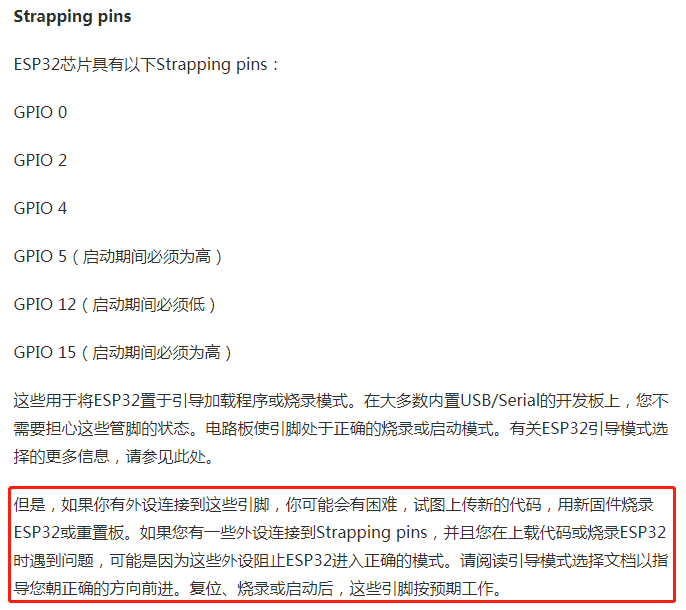 Strapping pins
ESP32芯片具有以下Strapping pins：
GPIO 0
GPIO 2
GPIO 4
GPIO 5（启动期间必须为高）
GPIO 12（启动期间必须低）
GPIO 15（启动期间必须为高）
这些用于将ESP32置于引导加载程序或烧录模式。在大多数内置USB/Serial的开发板上，您不
需要担心这些管脚的状态。电路板使引脚处于正确的烧录或启动模式。有关ESP32引导模式选
择的更多信息，请参见此处。
但是，如果你有外设连接到这些引脚，你可能会有困难，试图上传新的代码，用新固件烧录
ESP32或重置板。如果您有一些外设连接到Strapping pins，并且您在上载代码或烧录ESP32
时遇到问题，可能是因为这些外设阻止ESP32进入正确的模式。请阅读引导模式选择文档以指
导您朝正确的方向前进。复位、烧录或启动后，这些引脚按预期工作。